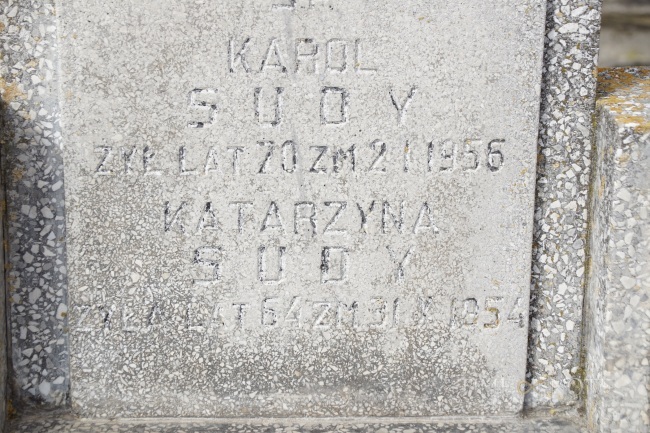 KAROL
SUDY
ŻYŁ LAT 70 ZM. 2 I 1956
KATARZYNA
SUDY
ŻYŁA LAT 64 ZM. 31 X 1954